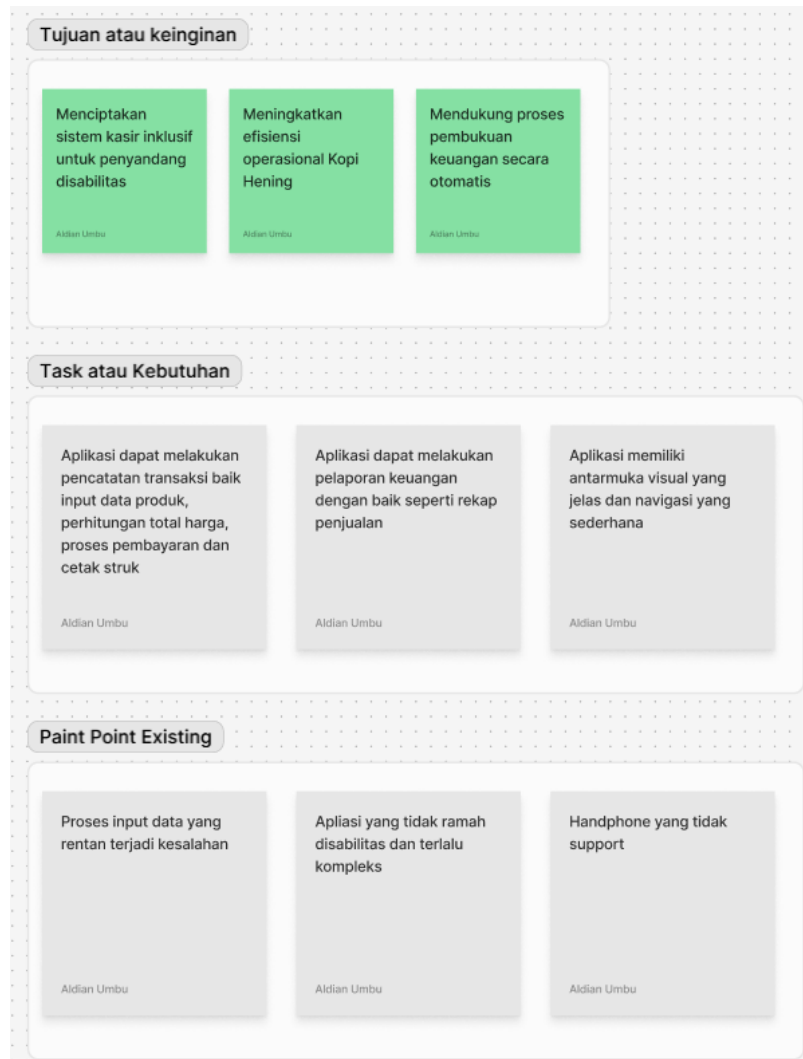 Tujuan atau keinginan
Menciptakan
sistem kasir inklusif
untuk penyandang
disabilitas
Aldian Umbu
Meningkatkan
efisiensi
operasional Kopi
Hening
Aldian Umbu
Mendukung proses
pembukuan
keuangan secara
otomatis
Aldian Umbu
Task atau Kebutuhan
Aplikasi dapat melakukan
pencatatan transaksi baik
input data produk,
perhitungan total harga,
proses pembayaran dan
cetak struk
Aldian Umbu
Aplikasi dapat melakukan
pelaporan keuangan
dengan baik seperti rekap
penjualan
Aldian Umbu
Aplikasi memiliki
antarmuka visual yang
jelas dan navigasi yang
sederhana
Aldian Umbu
Paint Point Existing
Proses input data yang
rentan terjadi kesalahan
Aldian Umbu
Apliasi yang tidak ramah
disabilitas dan terlalu
kompleks
Aldian Umbu
Handphone yang tidak
support
Aldian Umbu